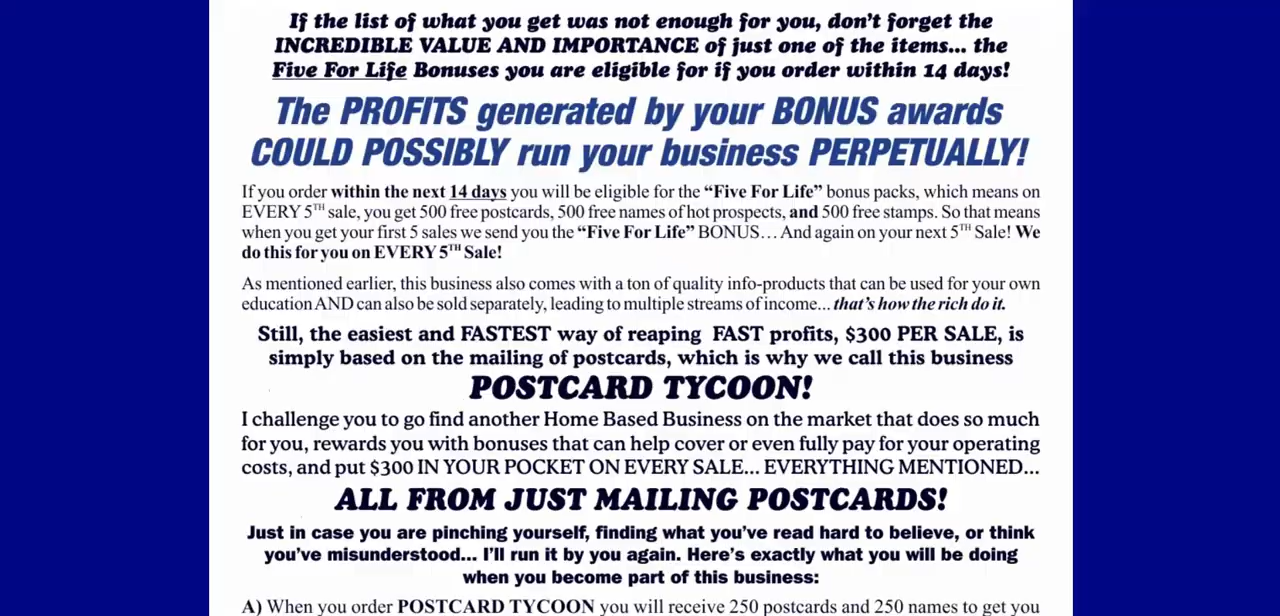 If the list of what you get was not enough for you, don't forget the
INCREDIBLE VALUE AND IMPORTANCE of just one of the items... the
Five For Life Bonuses you are eligible for if you order within 14 days!
The PROFITS generated by your BONUS awards
COULD POSSIBLY run your business PERPETUALLY!
If you order within the next 14 days you will be eligible for the “Five For Life” bonus packs, which means on
EVERY 5TH sale, you get 500 free postcards, 500 free names of hot prospects, and 500 free stamps. So that means
when you get your first 5 sales we send you the “Five For Life” BONUS... And again on your next 5TH Sale! We
do this for you on EVERY 5TH Sale!
As mentioned earlier, this business also comes with a ton of quality info-products that can be used for your own
education AND can also be sold separately, leading to multiple streams of income... that's how the rich do it.
Still, the easiest and FASTEST way of reaping FAST profits, $300 PER SALE, is
simply based on the mailing of postcards, which is why we call this business
POSTCARD TYCOON!
I challenge you to go find another Home Based Business on the market that does so much
for you, rewards you with bonuses that can help cover or even fully pay for your operating
costs, and put $300 IN YOUR POCKET ON EVERY SALE... EVERYTHING MENTIONED...
ALL FROM JUST MAILING POSTCARDS!
Just in case you are pinching yourself, finding what you've read hard to believe, or think
you've misunderstood... I'll run it by you again. Here's exactly what you will be doing
when you become part of this business:
A) When you order POSTCARD TYCOON you will receive 250 postcards and 250 names to get you